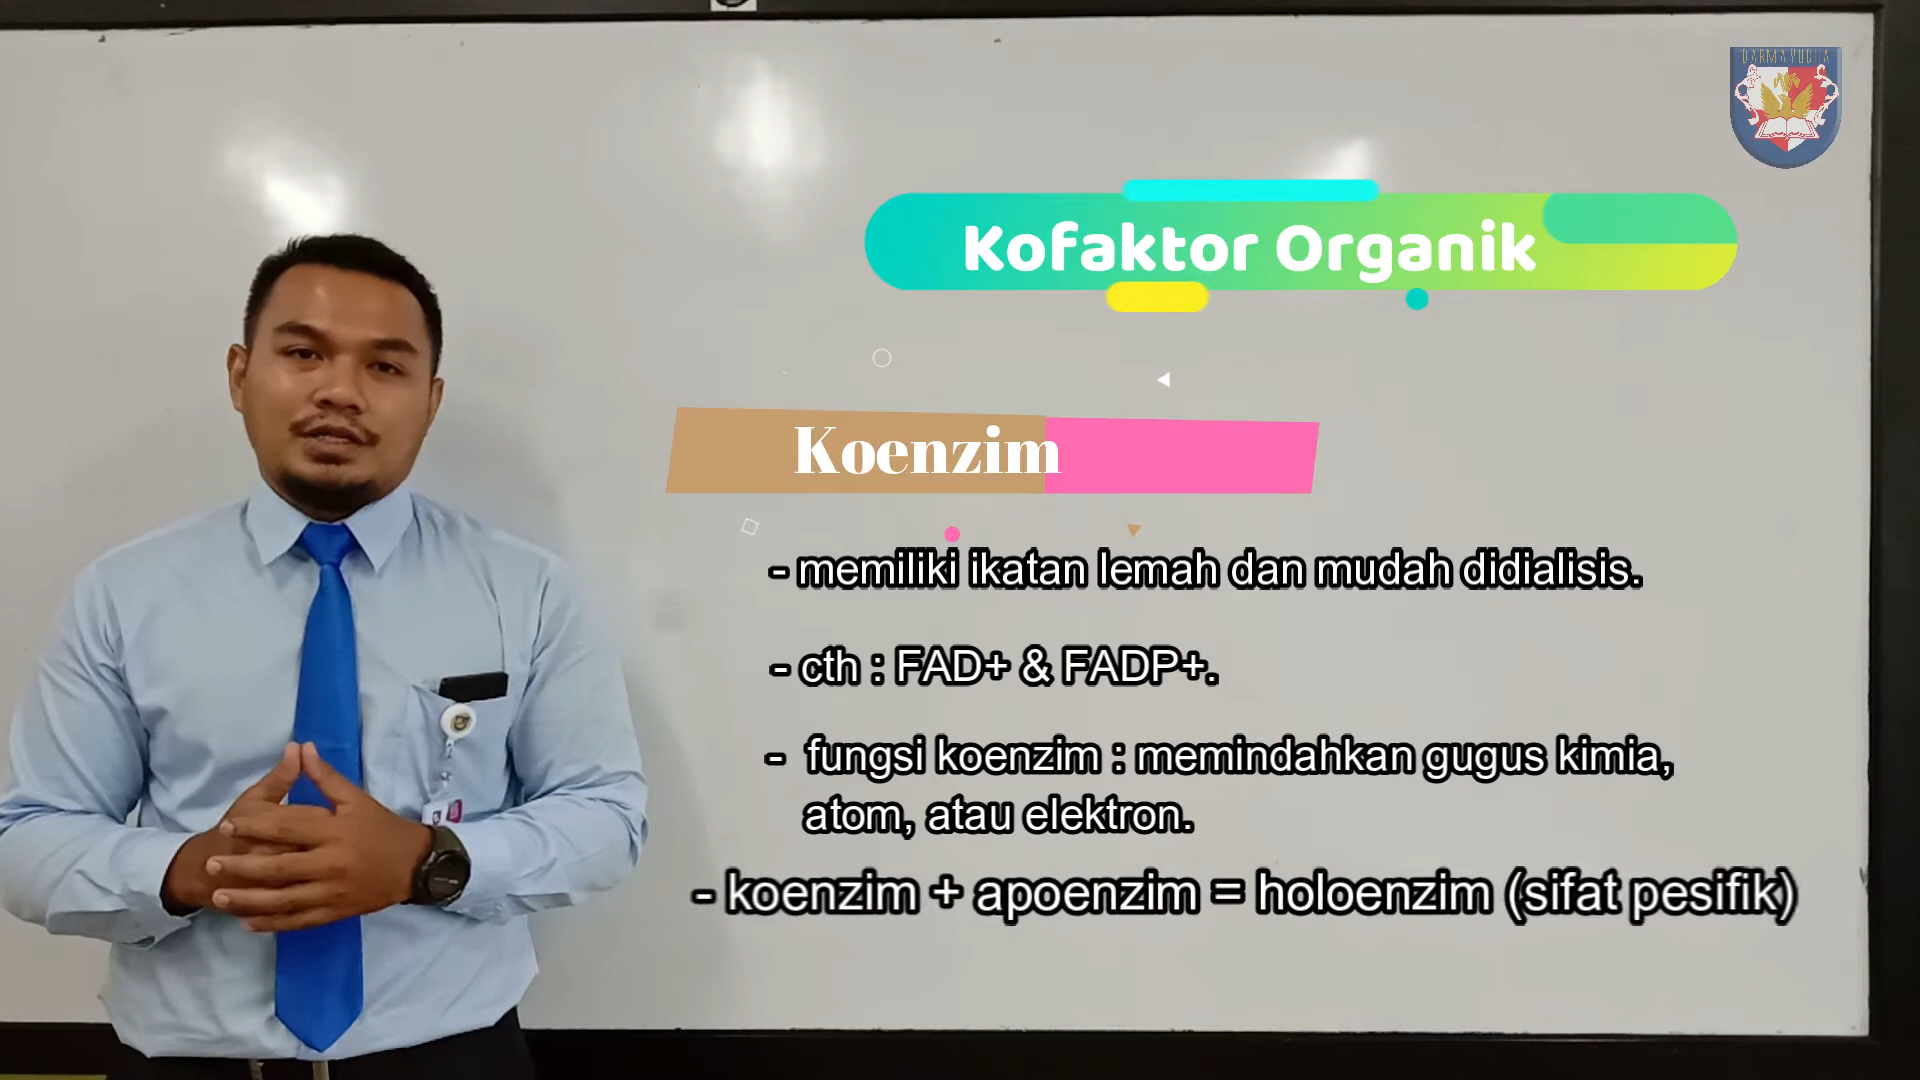 DARMAYUDHA
Kofaktor Organik
Koenzim
- memiliki ikatan lemah dan mudah didialisis.
- cth : FAD+ & FADP+.
- fungsi koenzim : memindahkan gugus kimia,
atom, atau elektron.
- koenzim + apoenzim = holoenzim (sifat pesifik)